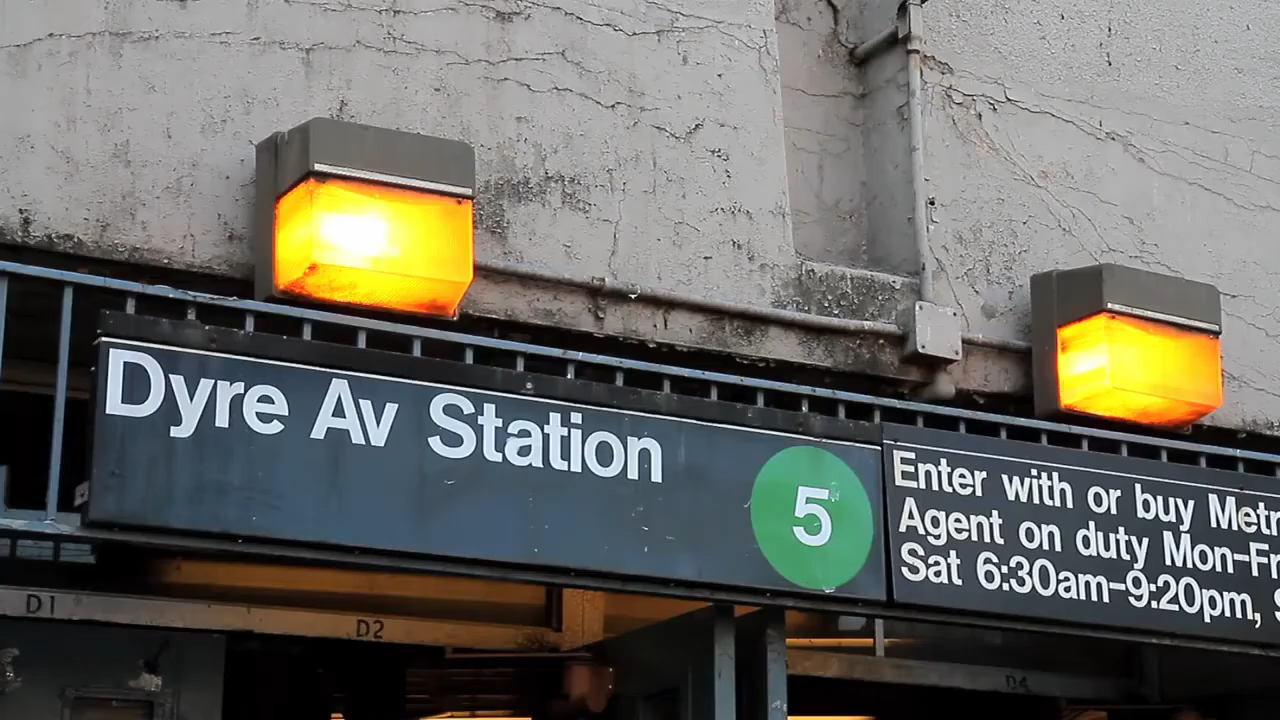 Dyre Av Station
5
Enter with or buy
Agent on duty
Sat 6:30am-9:20pm,
D1
D2
D4